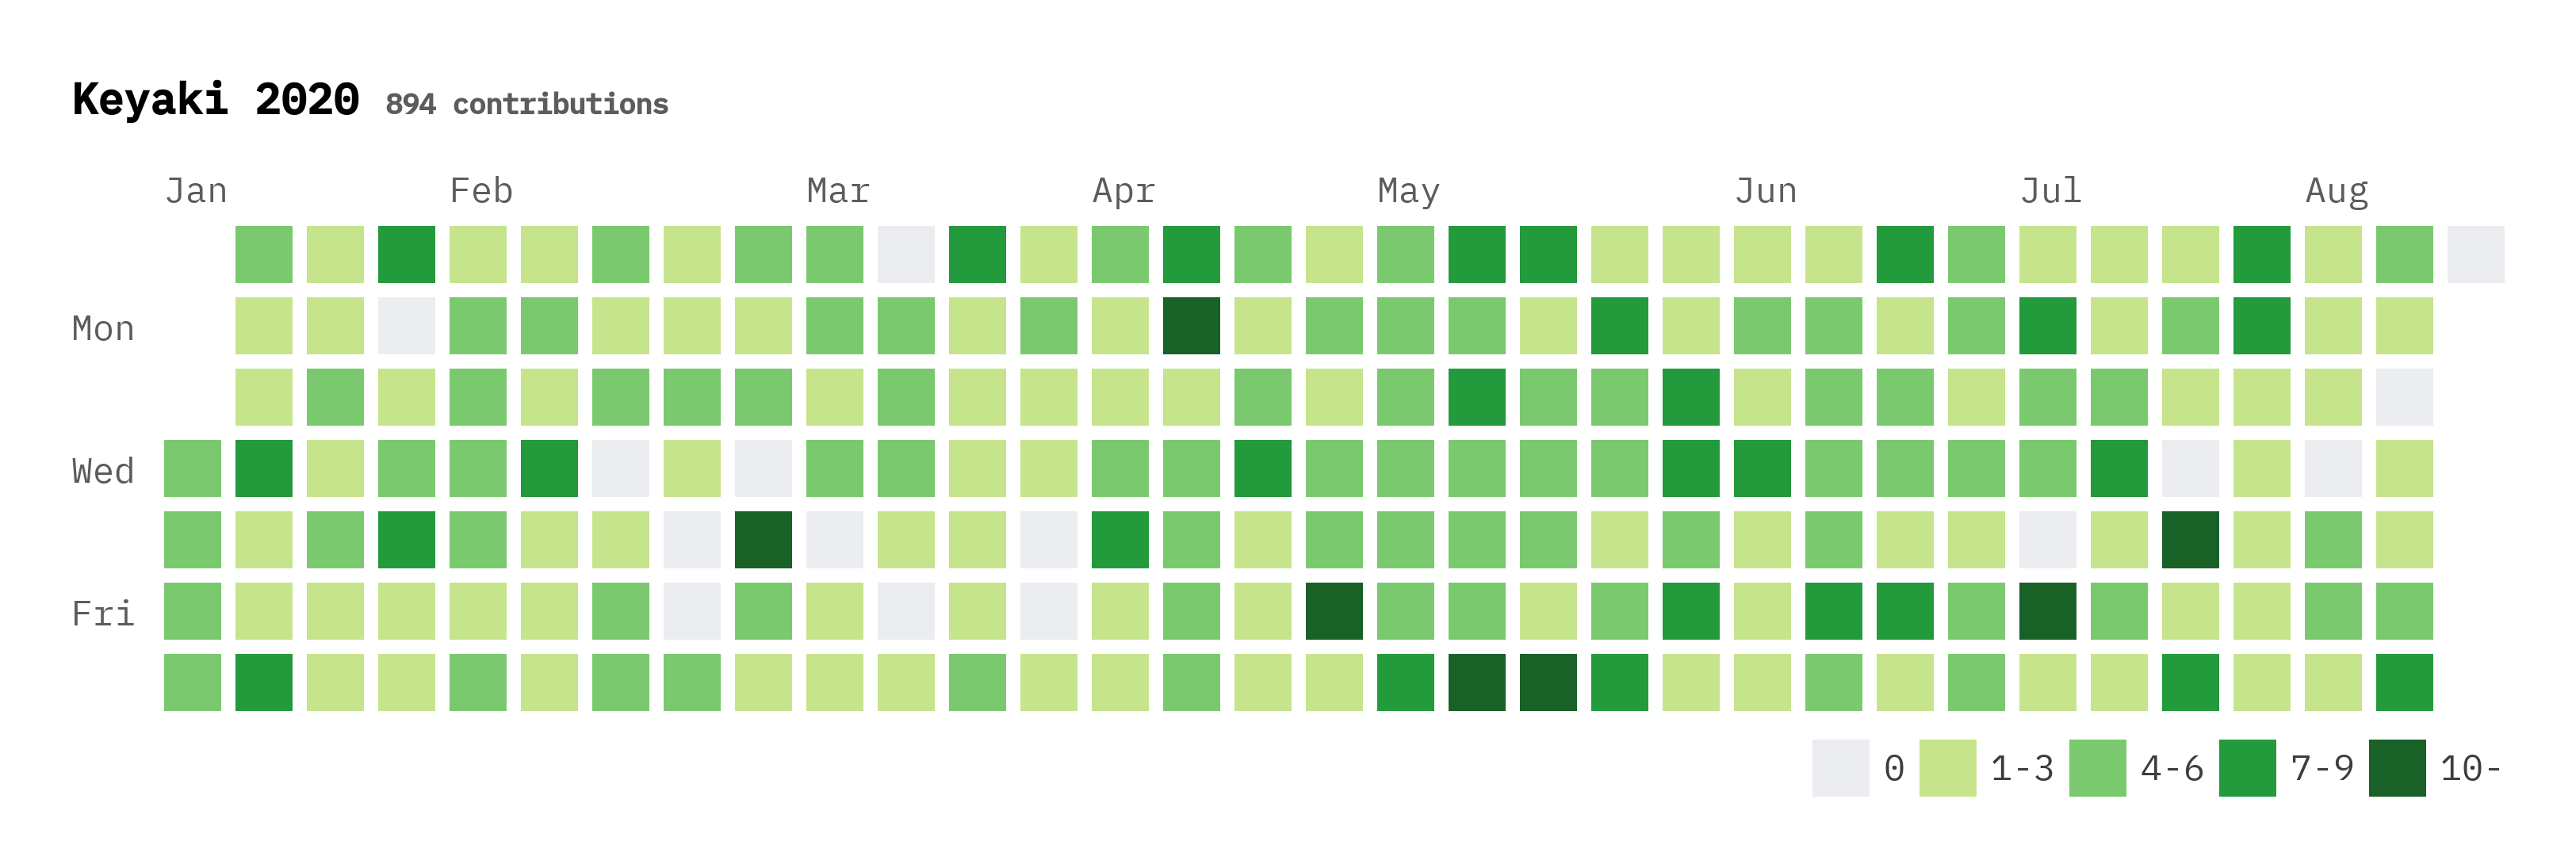 Keyaki 2020 894 contributions
Jan Feb Mar Apr May Jun Jul Aug
Mon
Wed
Fri
0 1-3 4-6 7-9 10-